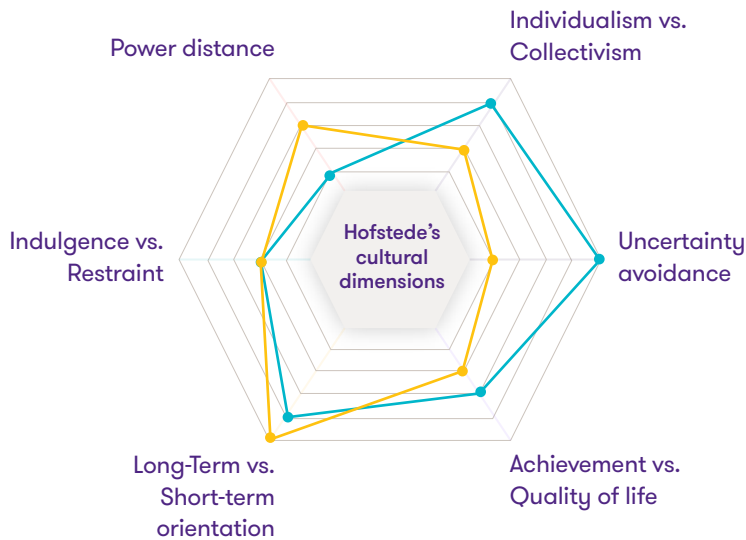 Power distance
Individualism vs.
Collectivism
Indulgence vs.
Restraint
Hofstede's
cultural
dimensions
Uncertainty
avoidance
Long-Term vs.
Short-term
orientation
Achievement vs.
Quality of life